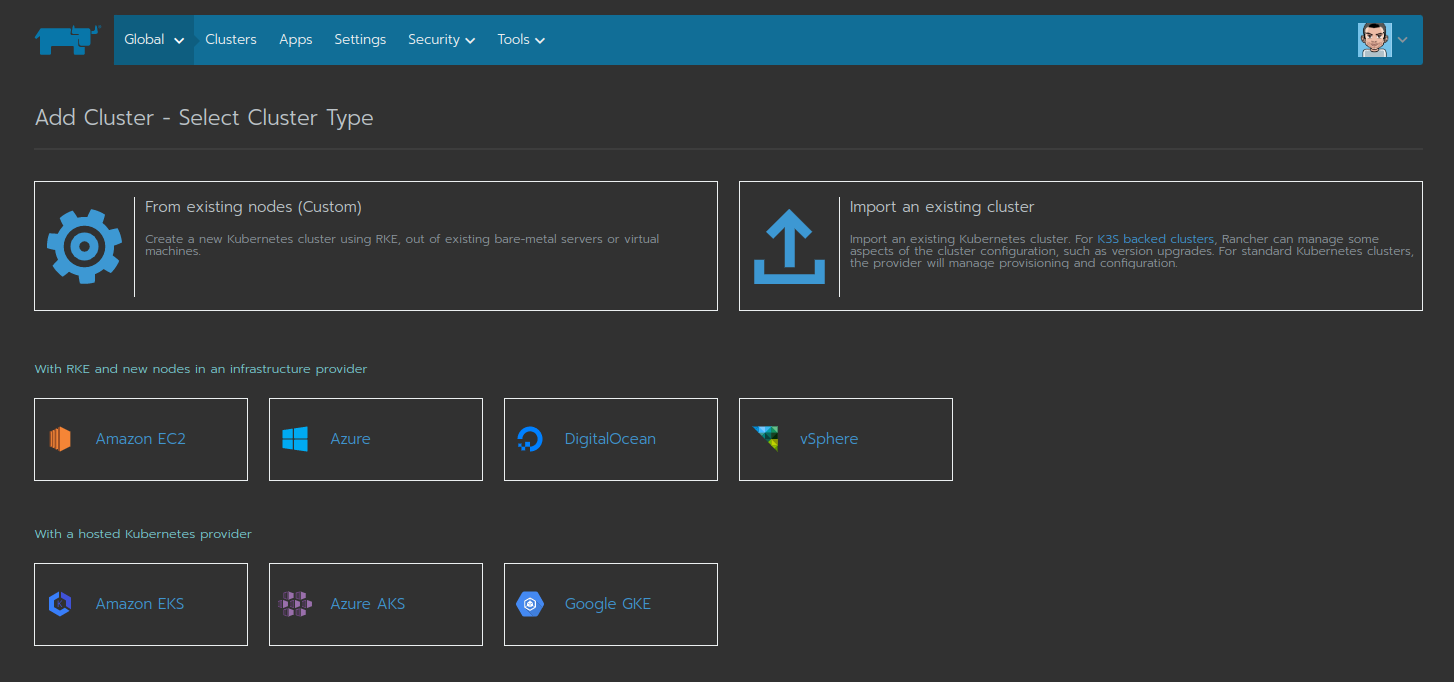 Global Clusters Apps Settings Security Tools
Add Cluster - Select Cluster Type
From existing nodes (Custom)
Create a new Kubernetes cluster using RKE, out of existing bare-metal servers or virtual
machines.
Import an existing cluster
Import an existing Kubernetes cluster. For K3S backed clusters, Rancher can manage some
aspects of the cluster configuration, such as version upgrades. For standard Kubernetes clusters,
the provider will manage provisioning and configuration.
With RKE and new nodes in an infrastructure provider
Amazon EC2 Azure DigitalOcean vSphere
With a hosted Kubernetes provider
Amazon EKS Azure AKS Google GKE